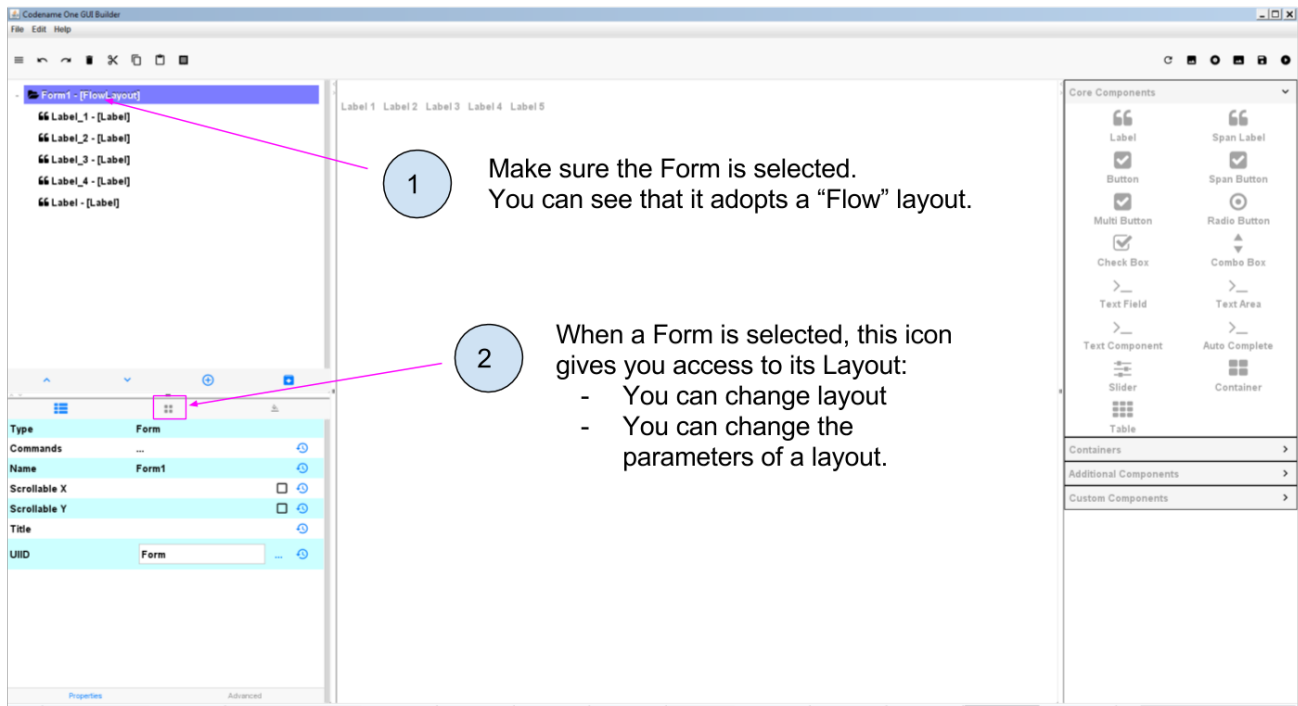 Codename One GUI Builder
File Edit Help
- Form1 - [FlowLayout]
Label_1 - [Label]
Label_2 - [Label]
Label_3 - [Label]
Label_4 - [Label]
Label - [Label]
Label 1 Label 2 Label 3 Label 4 Label 5
1
Make sure the Form is selected.
You can see that it adopts a “Flow” layout.
2
When a Form is selected, this icon
gives you access to its Layout:
- You can change layout
- You can change the
parameters of a layout.
Type Form
Commands ...
Name Form1
Scrollable X
Scrollable Y
Title
UIID Form ...
Properties Advanced
Core Components
Label Span Label
Button Span Button
Multi Button Radio Button
Check Box Combo Box
Text Field Text Area
Text Component Auto Complete
Slider Container
Table
Containers
Additional Components
Custom Components